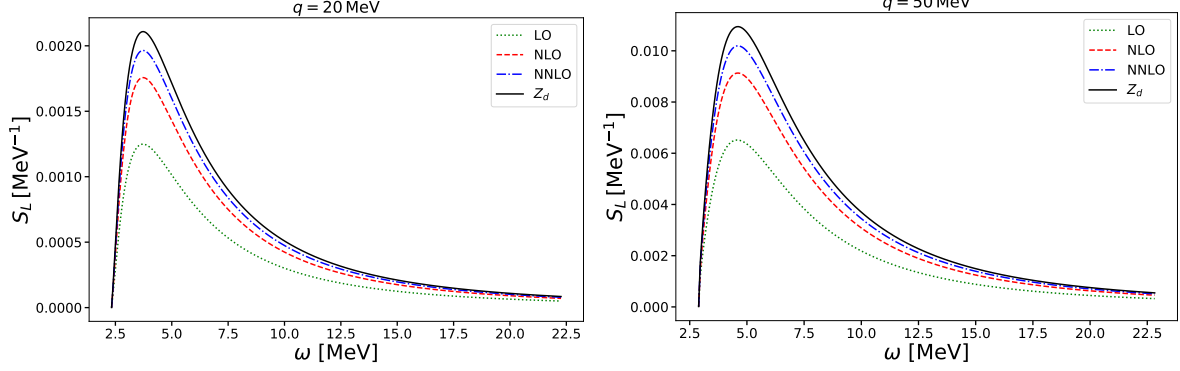 q = 20 MeV
0.0020
0.0015
0.0010
0.0005
0.0000
S_L [MeV⁻¹]
2.5 5.0 7.5 10.0 12.5 15.0 17.5 20.0 22.5
ω [MeV]
LO
NLO
NNLO
Z_d
q = 50 MeV
0.010
0.008
0.006
0.004
0.002
0.000
S_L [MeV⁻¹]
2.5 5.0 7.5 10.0 12.5 15.0 17.5 20.0 22.5
ω [MeV]
LO
NLO
NNLO
Z_d